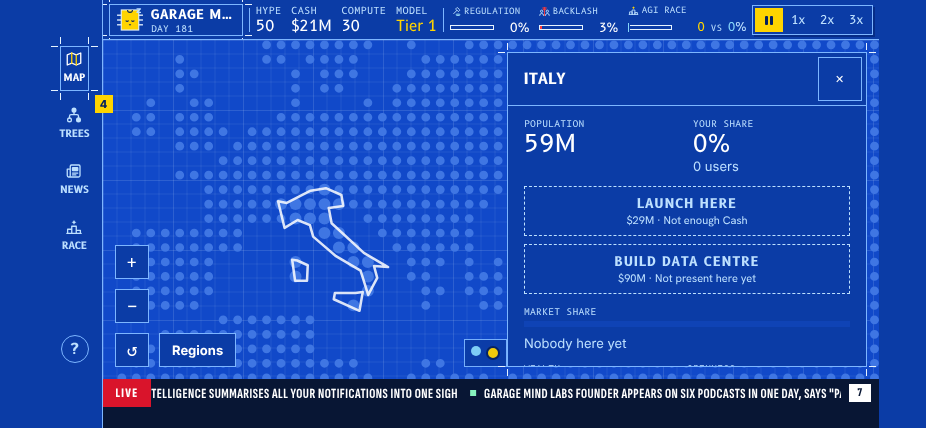 GARAGE M...
DAY 181
HYPE
50
CASH
$21M
COMPUTE
30
MODEL
Tier 1
REGULATION
0%
BACKLASH
3%
AGI RACE
0 vs 0%
1x
2x
3x
MAP
4
TREES
NEWS
RACE
?
+
−
↺
Regions
ITALY
×
POPULATION
59M
YOUR SHARE
0%
0 users
LAUNCH HERE
$29M · Not enough Cash
BUILD DATA CENTRE
$90M · Not present here yet
MARKET SHARE
Nobody here yet
LIVE
TELLIGENCE SUMMARISES ALL YOUR NOTIFICATIONS INTO ONE SIGH
GARAGE MIND LABS FOUNDER APPEARS ON SIX PODCASTS IN ONE DAY, SAYS "P
7